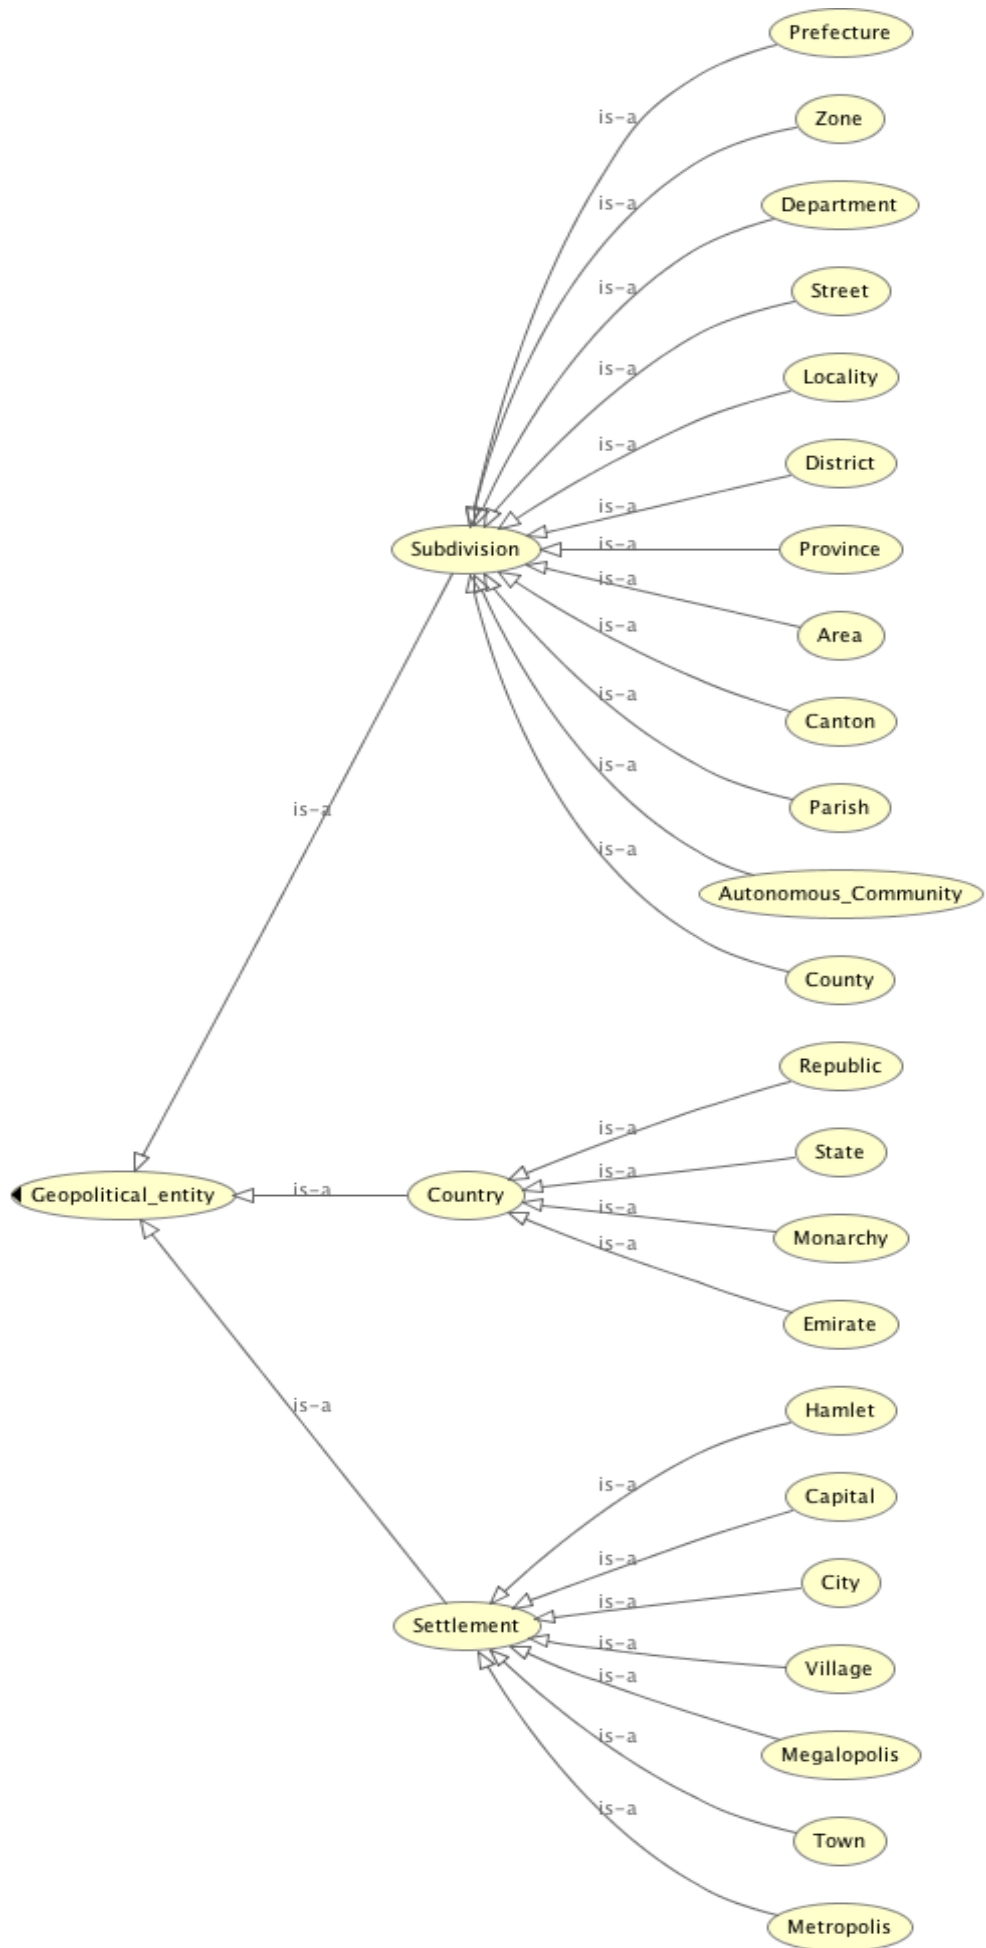 Prefecture
is-a
Zone
is-a
Department
is-a
Street
is-a
Locality
is-a
District
is-a
Subdivision
is-a
Province
is-a
Area
is-a
Canton
is-a
Parish
is-a
is-a
Autonomous_Community
is-a
County
Republic
is-a
State
is-a
Geopolitical_entity
is-a
Country
is-a
Monarchy
is-a
Emirate
is-a
Hamlet
is-a
Capital
is-a
City
is-a
Settlement
is-a
Village
is-a
Megalopolis
is-a
Town
is-a
Metropolis